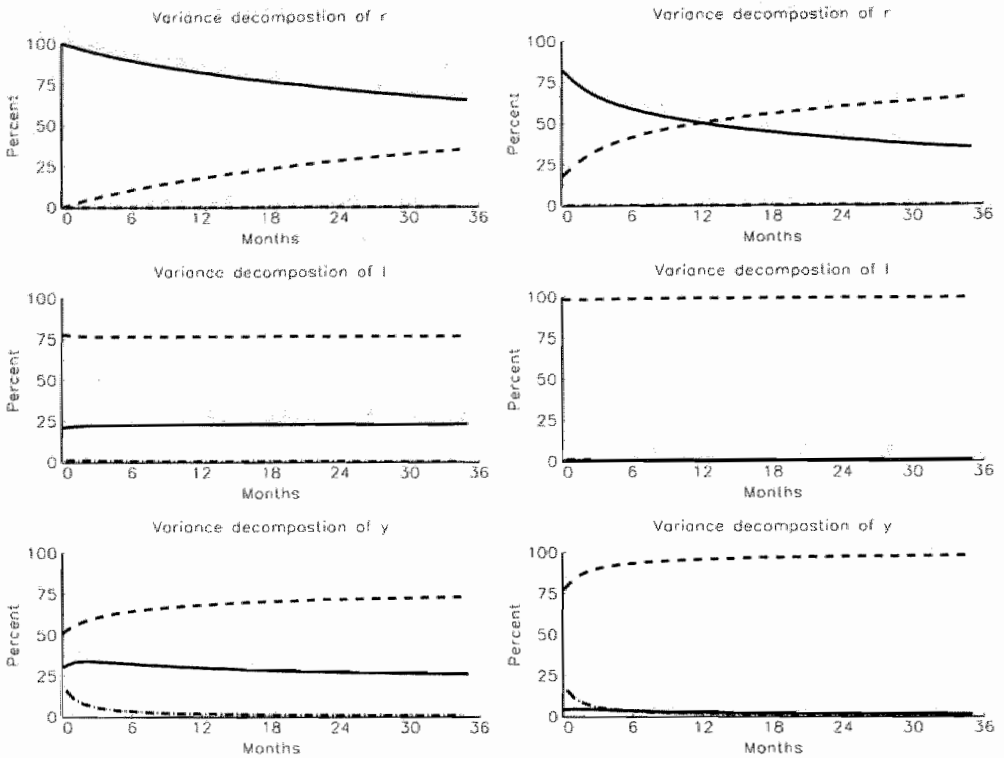 Variance decompostion of r
100
75
50
25
0
Percent
0 6 12 18 24 30 36
Months
Variance decompostion of r
100
75
50
25
0
Percent
0 6 12 18 24 30 36
Months
Variance decompostion of l
100
75
50
25
0
Percent
0 6 12 18 24 30 36
Months
Variance decompostion of l
100
75
50
25
0
Percent
0 6 12 18 24 30 36
Months
Variance decompostion of y
100
75
50
25
0
Percent
0 6 12 18 24 30 36
Months
Variance decompostion of y
100
75
50
25
0
Percent
0 6 12 18 24 30 36
Months